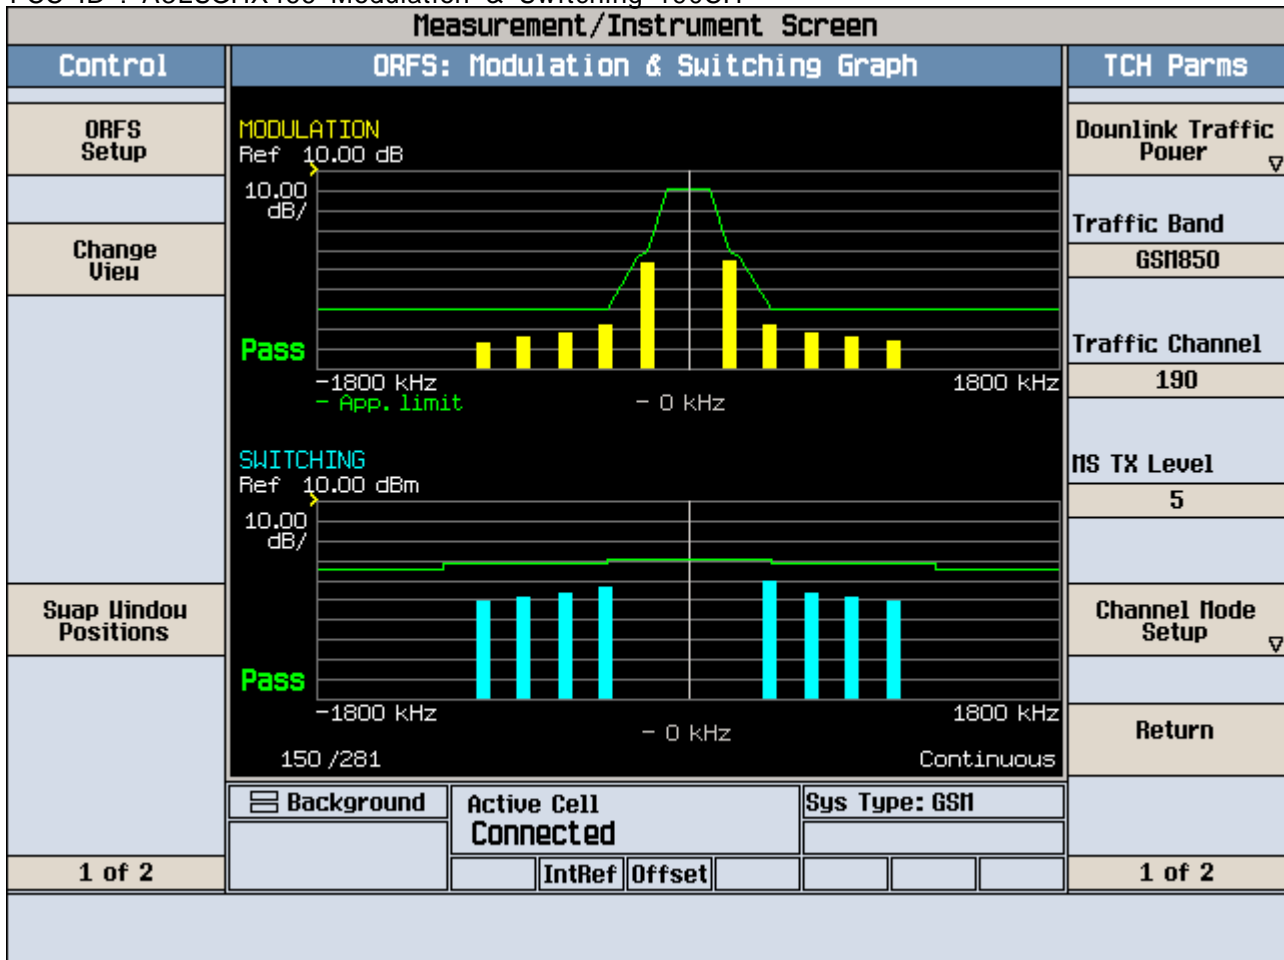 Measurement/Instrument Screen
Control
ORFS: Modulation & Switching Graph
TCH Parms
ORFS
Setup
Change
View
Swap Window
Positions
1 of 2
MODULATION
Ref 10.00 dB
10.00
dB/
Pass
-1800 kHz
1800 kHz
- App. limit
- 0 kHz
SWITCHING
Ref 10.00 dBm
10.00
dB/
Pass
-1800 kHz
1800 kHz
- 0 kHz
150 /281
Continuous
Background
Active Cell
Connected
Sys Type: GSM
IntRef
Offset
Downlink Traffic
Power
Traffic Band
GSM850
Traffic Channel
190
MS TX Level
5
Channel Mode
Setup
Return
1 of 2